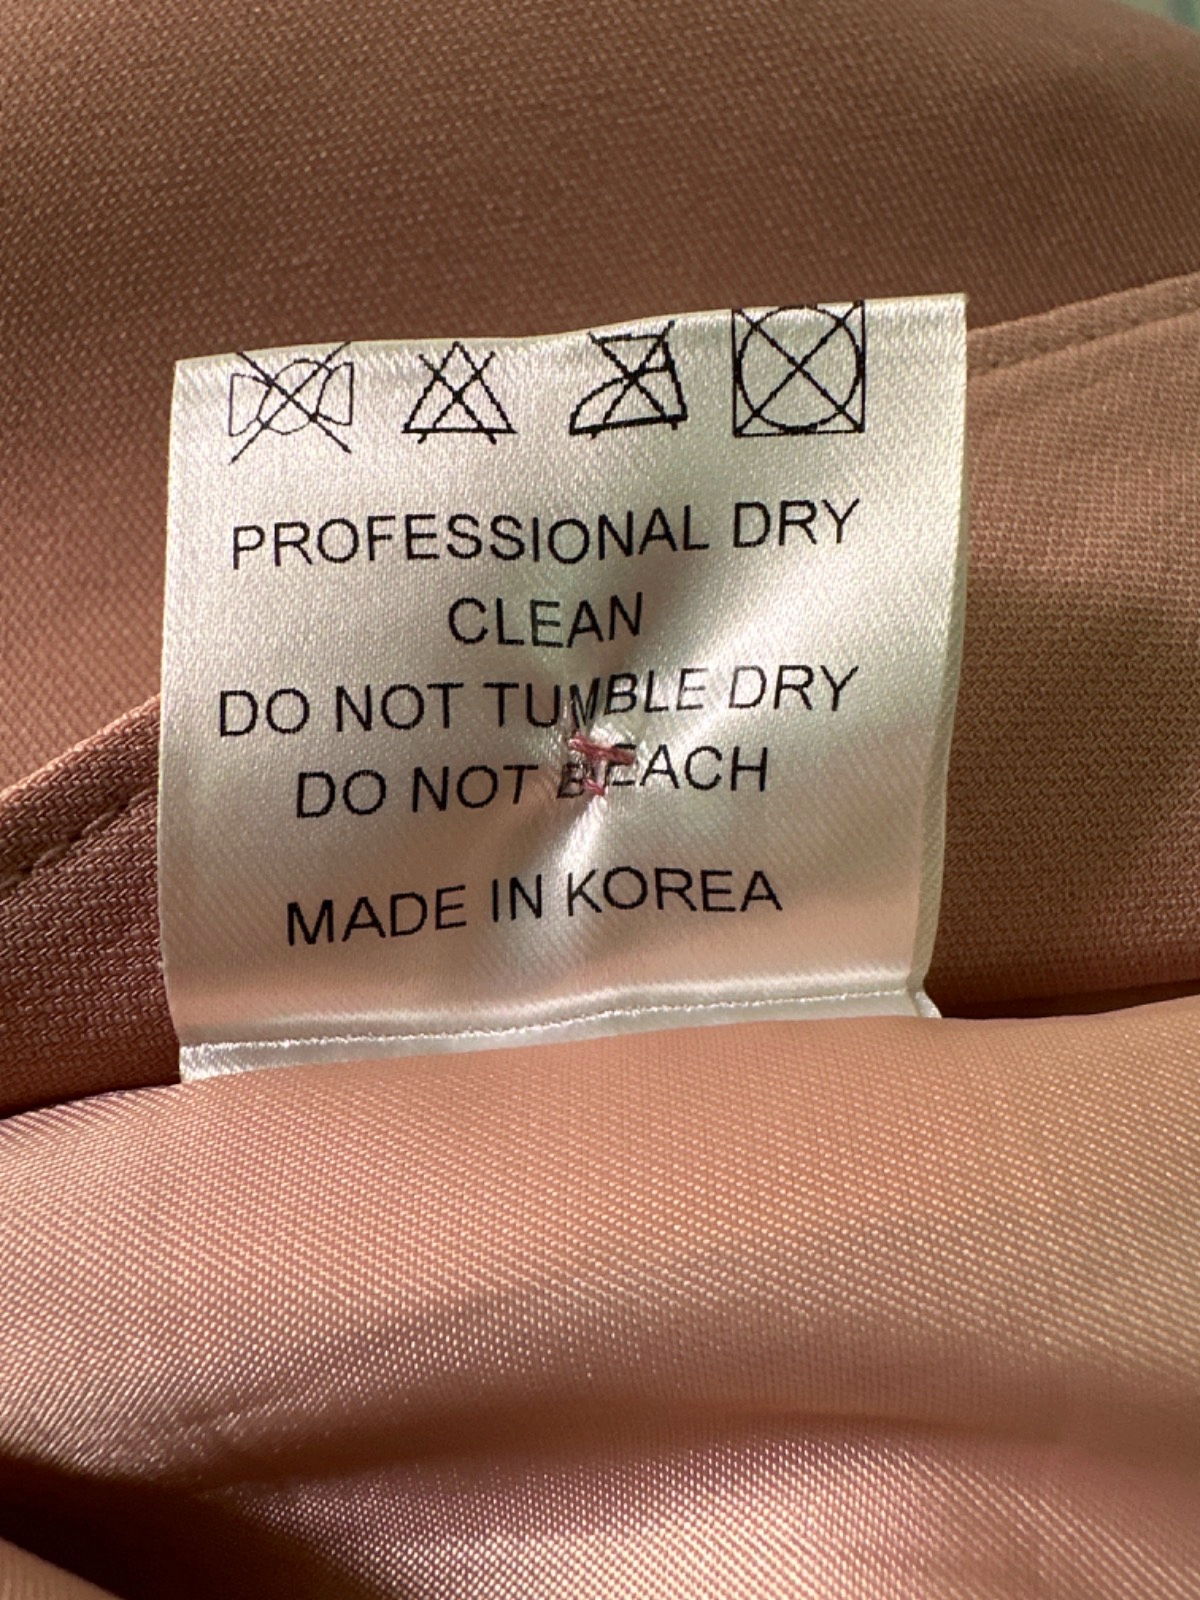 PROFESSIONAL DRY
CLEAN
DO NOT TUMBLE DRY
DO NOT BLEACH
MADE IN KOREA